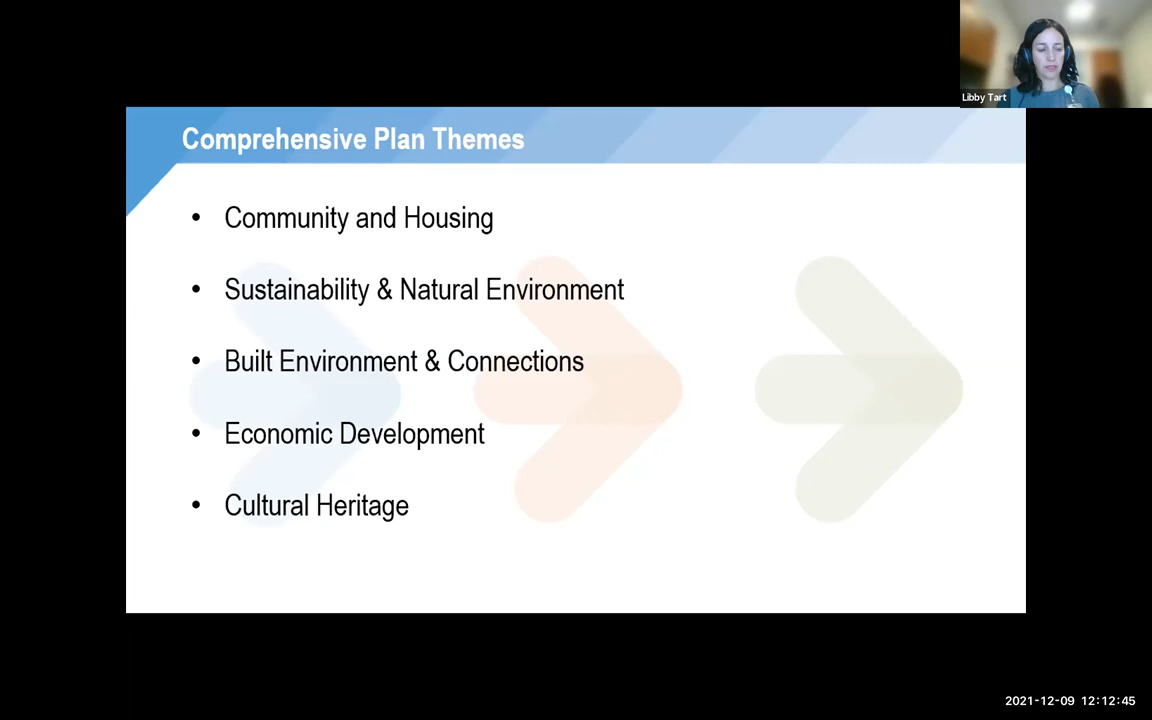 Libby Tart
Comprehensive Plan Themes
• Community and Housing
• Sustainability & Natural Environment
• Built Environment & Connections
• Economic Development
• Cultural Heritage
2021-12-09 12:12:45